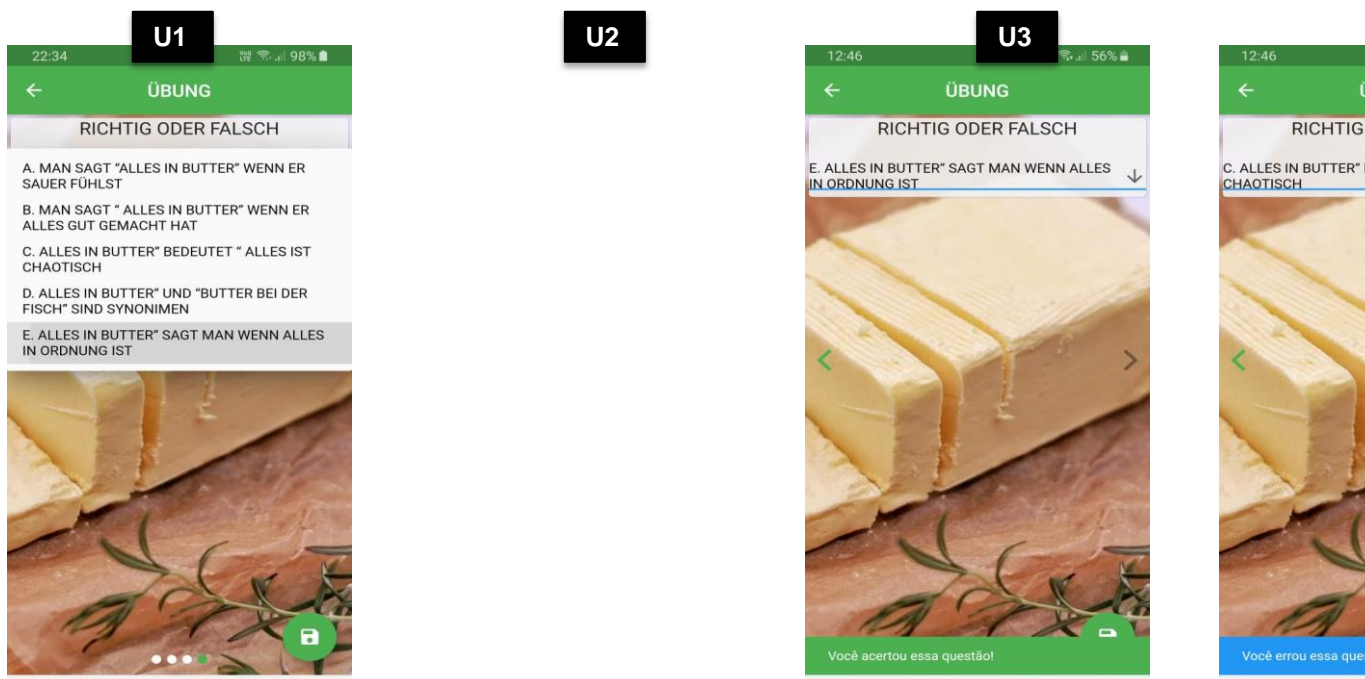 U1
U2
U3
22:34
98%
ÜBUNG
RICHTIG ODER FALSCH
A. MAN SAGT “ALLES IN BUTTER” WENN ER
SAUER FÜHLST
B. MAN SAGT “ ALLES IN BUTTER” WENN ER
ALLES GUT GEMACHT HAT
C. ALLES IN BUTTER” BEDEUTET “ ALLES IST
CHAOTISCH
D. ALLES IN BUTTER” UND “BUTTER BEI DER
FISCH” SIND SYNONIMEN
E. ALLES IN BUTTER” SAGT MAN WENN ALLES
IN ORDNUNG IST
12:46
56%
ÜBUNG
RICHTIG ODER FALSCH
E. ALLES IN BUTTER” SAGT MAN WENN ALLES
IN ORDNUNG IST
Você acertou essa questão!
12:46
RICHTIG
C. ALLES IN BUTTER”
CHAOTISCH
Você errou essa